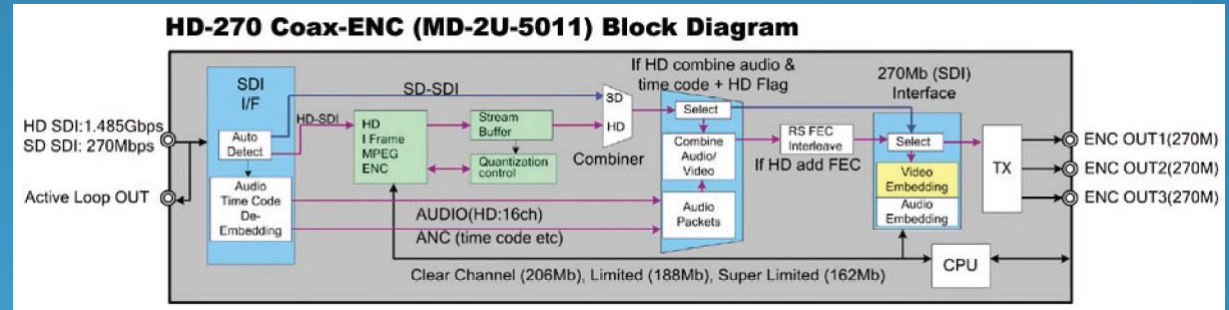 HD-270 Coax-ENC (MD-2U-5011) Block Diagram
HD SDI:1.485Gbps
SD SDI: 270Mbps
Active Loop OUT
SDI
I/F
Auto
Detect
Audio
Time Code
De-
Embedding
SD-SDI
HD-SDI
HD
I Frame
MPEG
ENC
Stream
Buffer
Quantization
control
SD
HD
Combiner
If HD combine audio &
time code + HD Flag
Select
Combine
Audio/
Video
Audio
Packets
AUDIO(HD:16ch)
ANC (time code etc)
RS FEC
Interleave
If HD add FEC
270Mb (SDI)
Interface
Select
Video
Embedding
Audio
Embedding
TX
ENC OUT1(270M)
ENC OUT2(270M)
ENC OUT3(270M)
CPU
Clear Channel (206Mb), Limited (188Mb), Super Limited (162Mb)